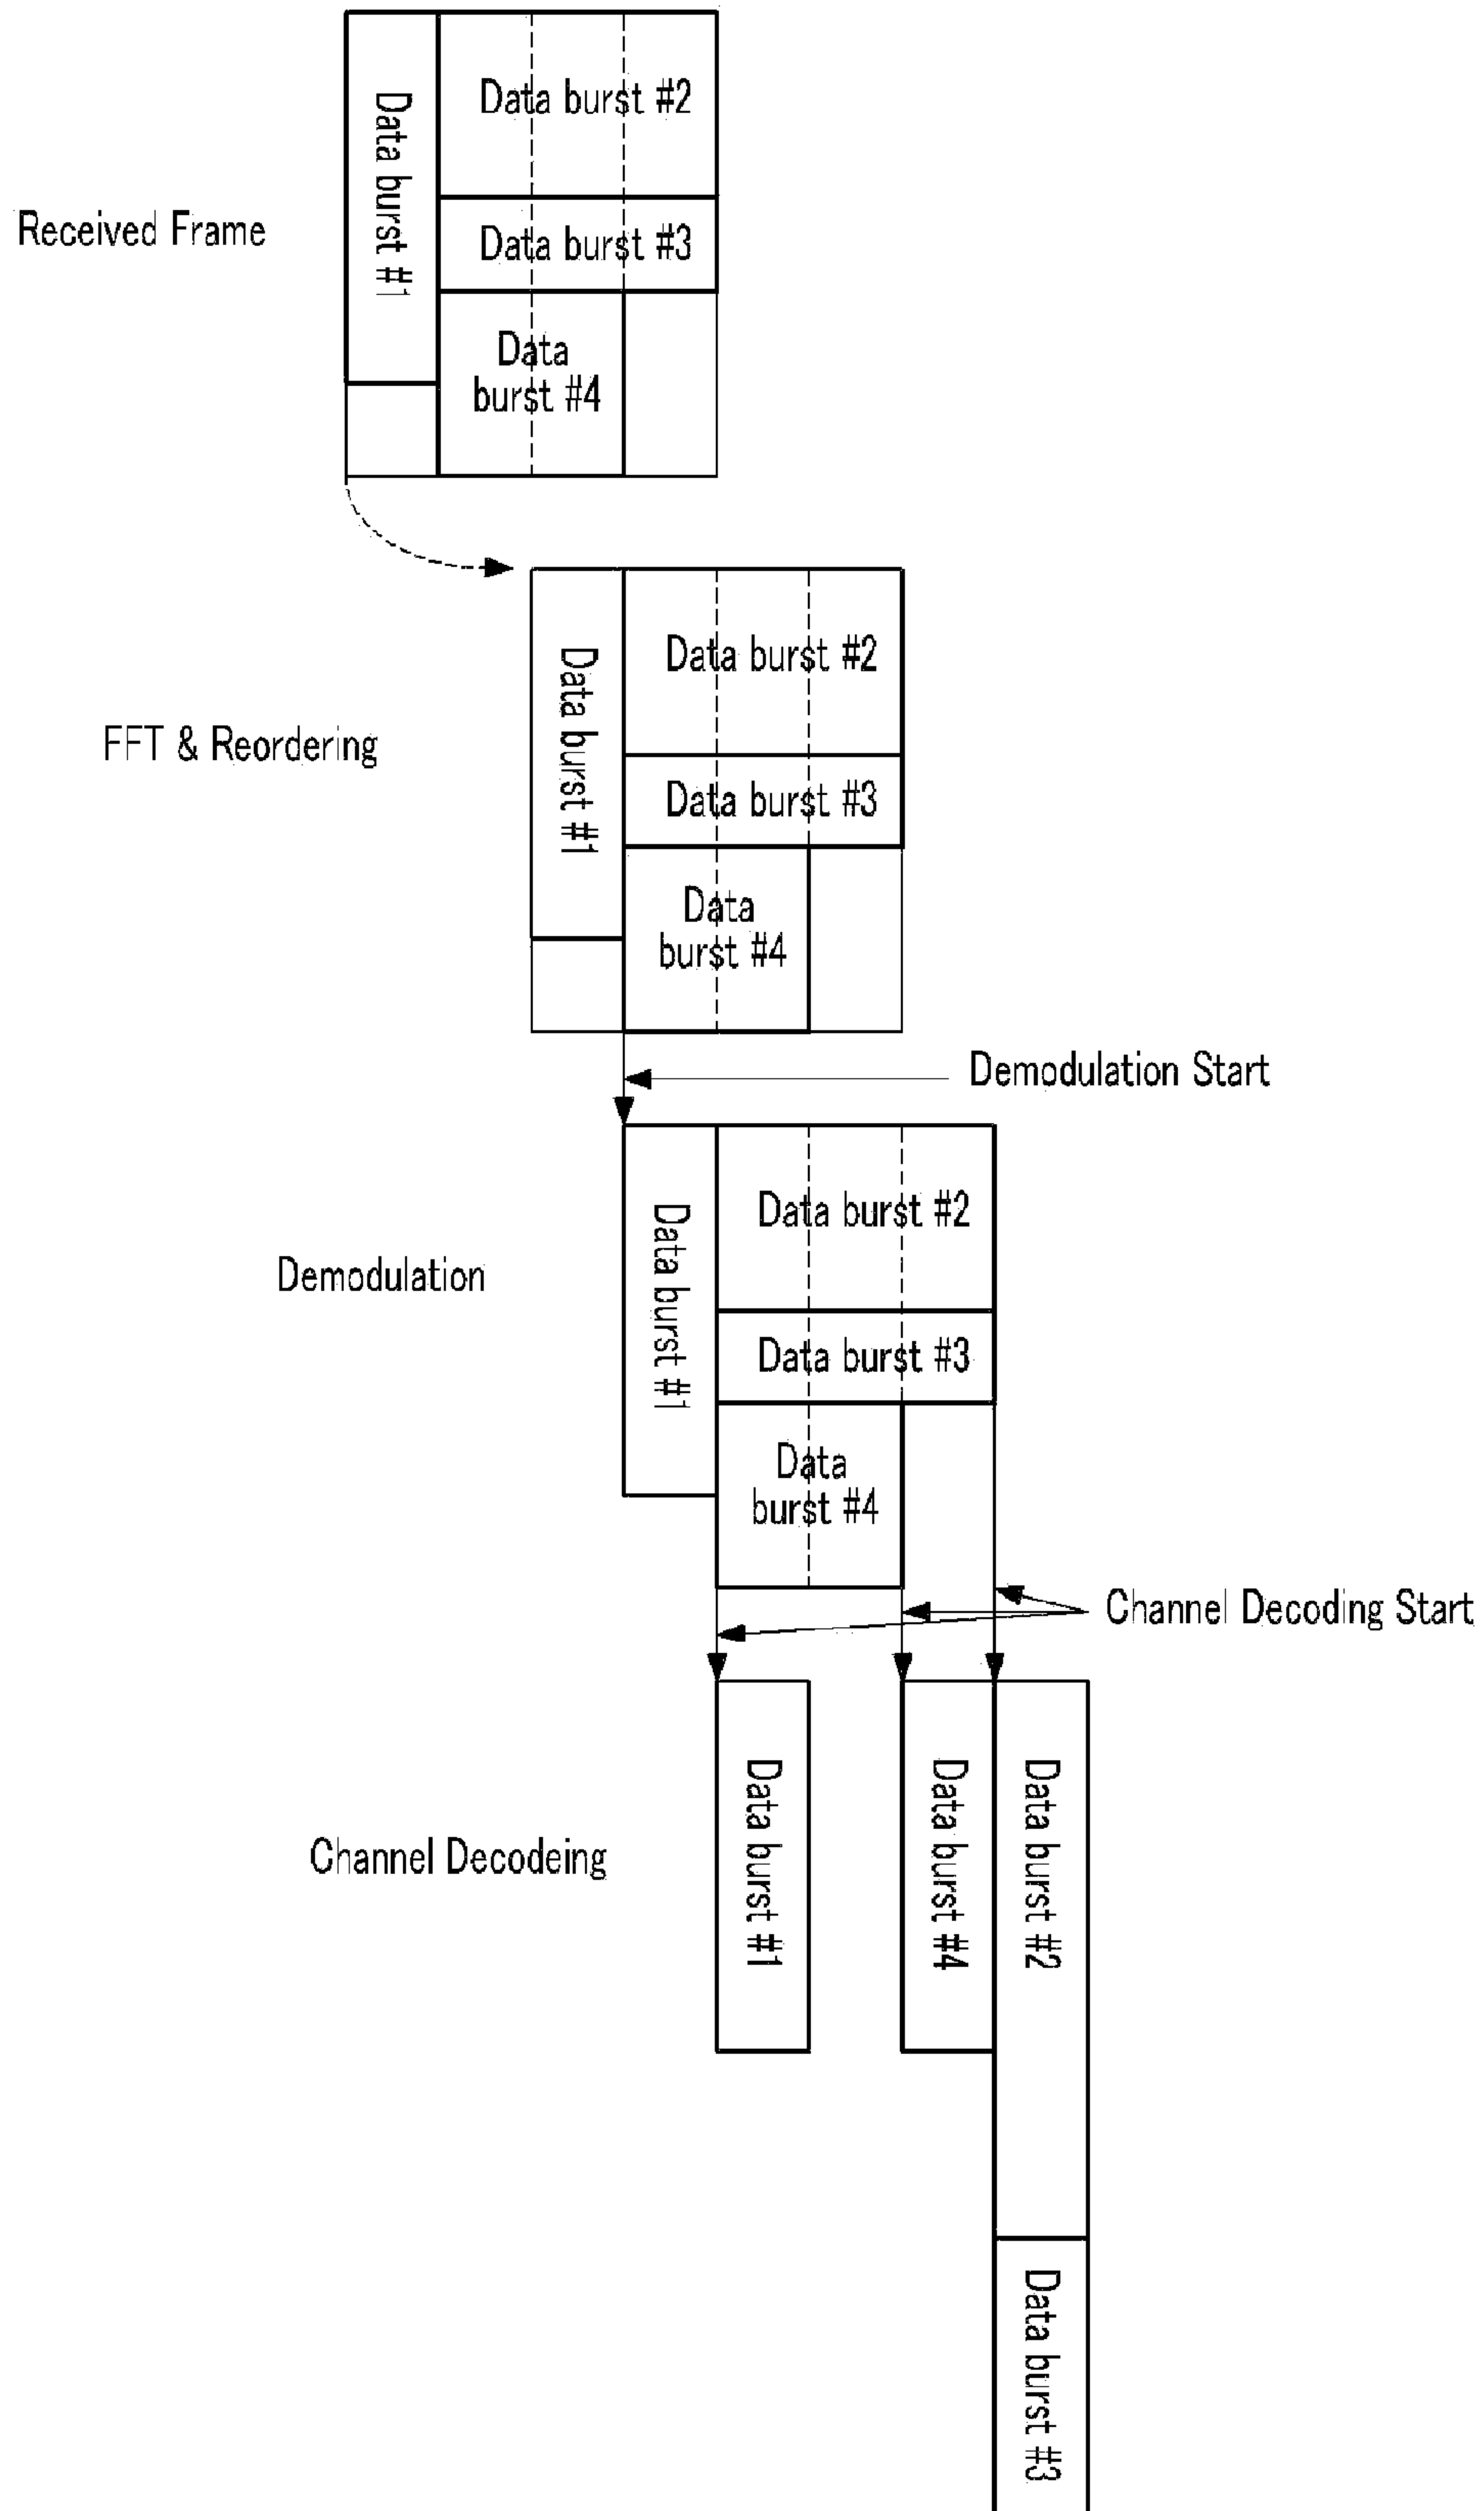 Received Frame
Data burst #1
Data burst #2
Data burst #3
Data
burst #4
FFT & Reordering
Data burst #1
Data burst #2
Data burst #3
Data
burst #4
Demodulation Start
Demodulation
Data burst #1
Data burst #2
Data burst #3
Data
burst #4
Channel Decoding Start
Channel Decodeing
Data burst #1
Data burst #4
Data burst #2
Data burst #3